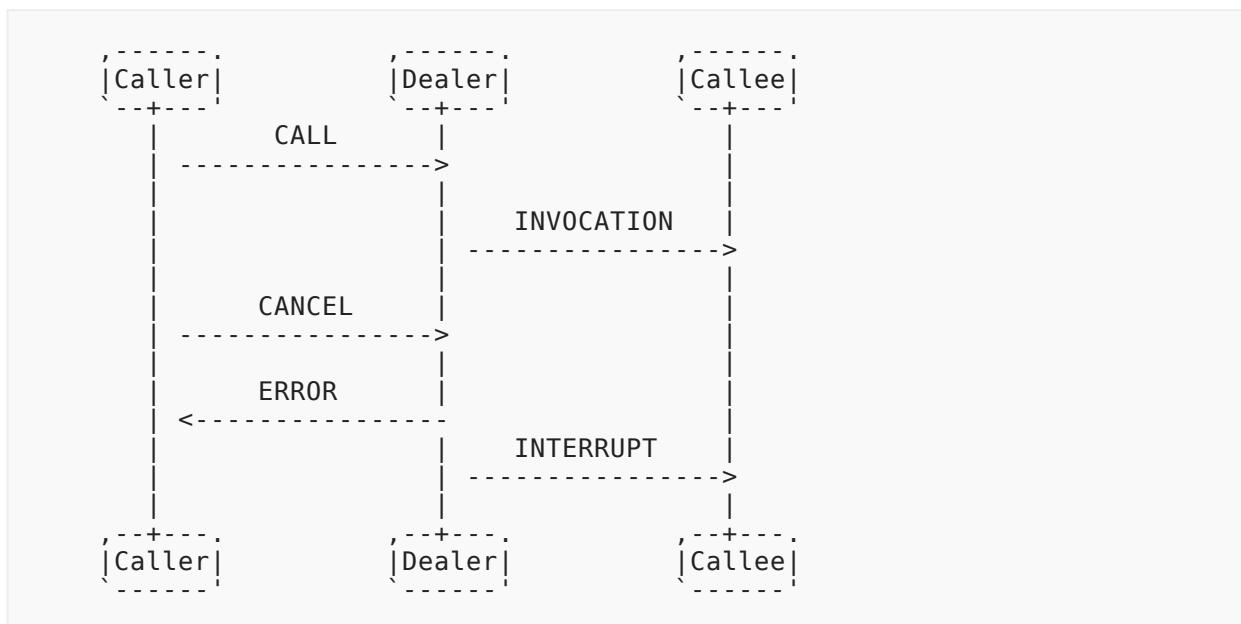 Caller Dealer Callee
CALL
INVOCATION
CANCEL
ERROR
INTERRUPT
Caller Dealer Callee